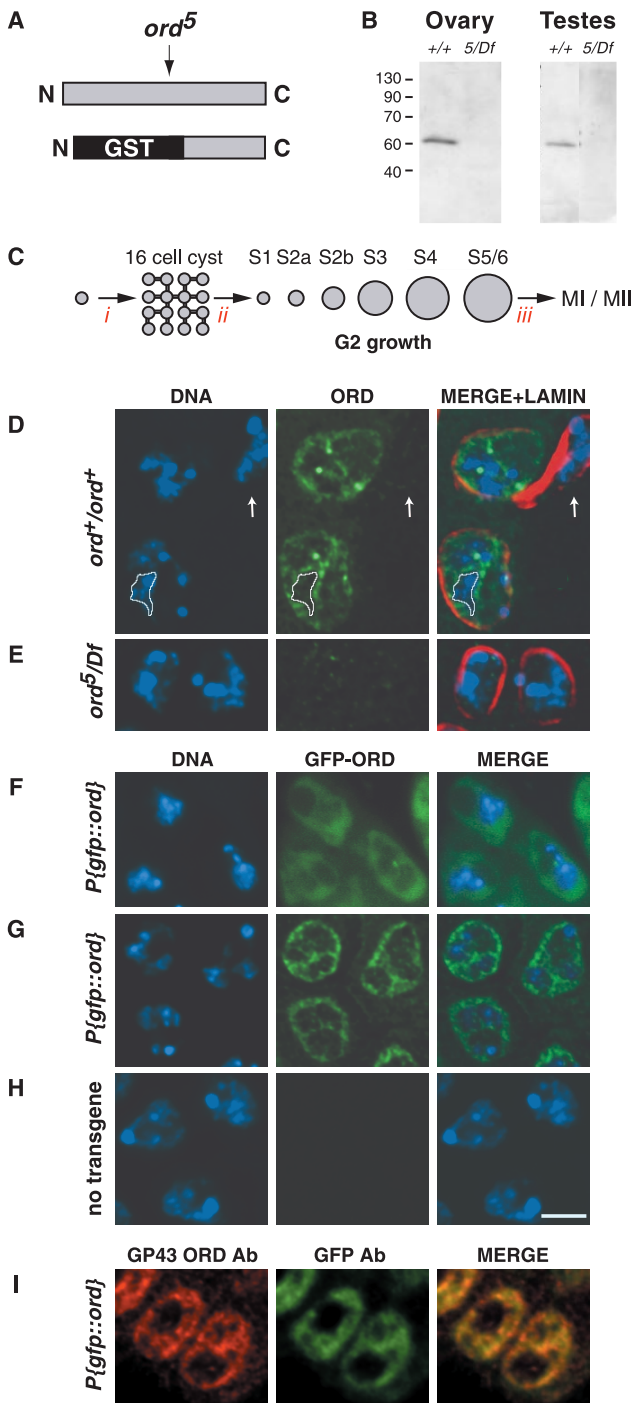 A
ord⁵
N C
N GST C
B
Ovary Testes
+/+ 5/Df +/+ 5/Df
130
90
70
60
40
C
16 cell cyst S1 S2a S2b S3 S4 S5/6
i ii iii MI / MII
G2 growth
DNA ORD MERGE+LAMIN
D
ord⁺/ord⁺
E
ord⁵/Df
DNA GFP-ORD MERGE
F
P{gfp::ord}
G
P{gfp::ord}
H
no transgene
GP43 ORD Ab GFP Ab MERGE
I
P{gfp::ord}